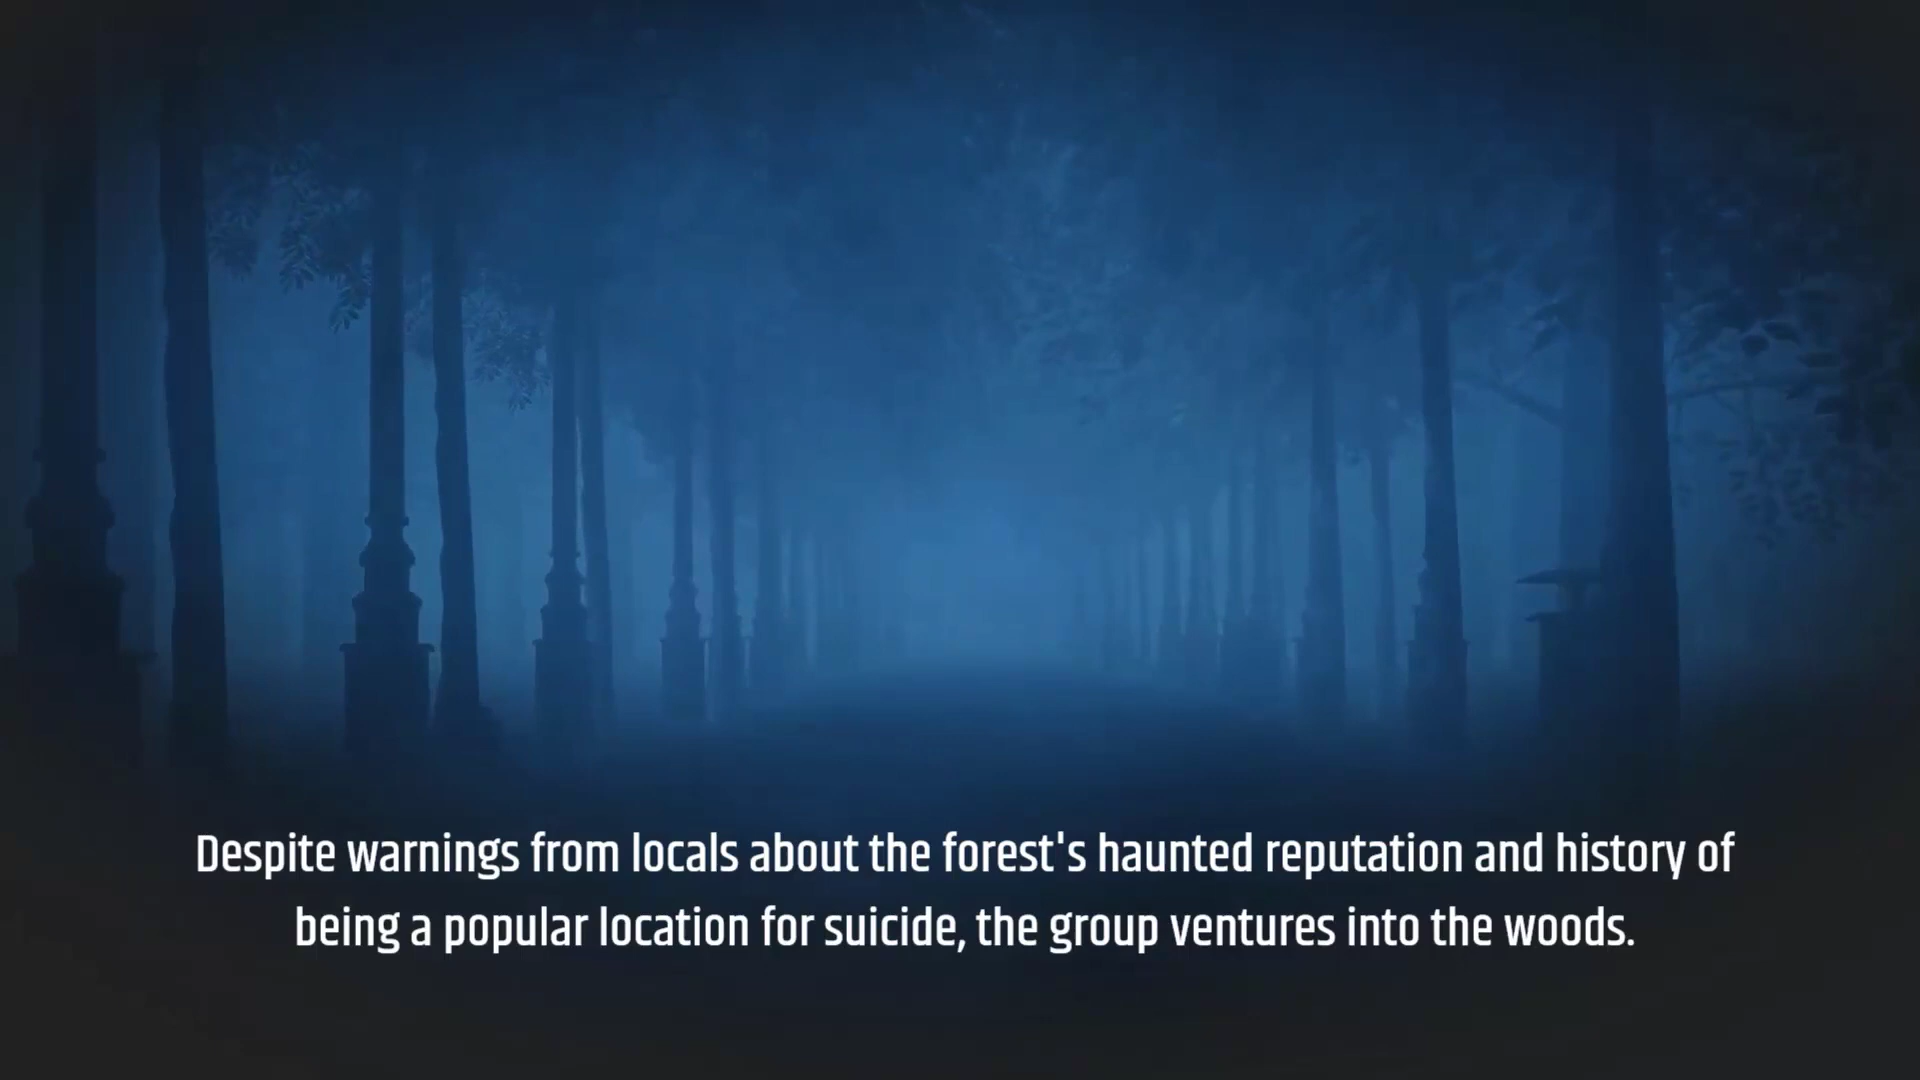 Despite warnings from locals about the forest's haunted reputation and history of
being a popular location for suicide, the group ventures into the woods.